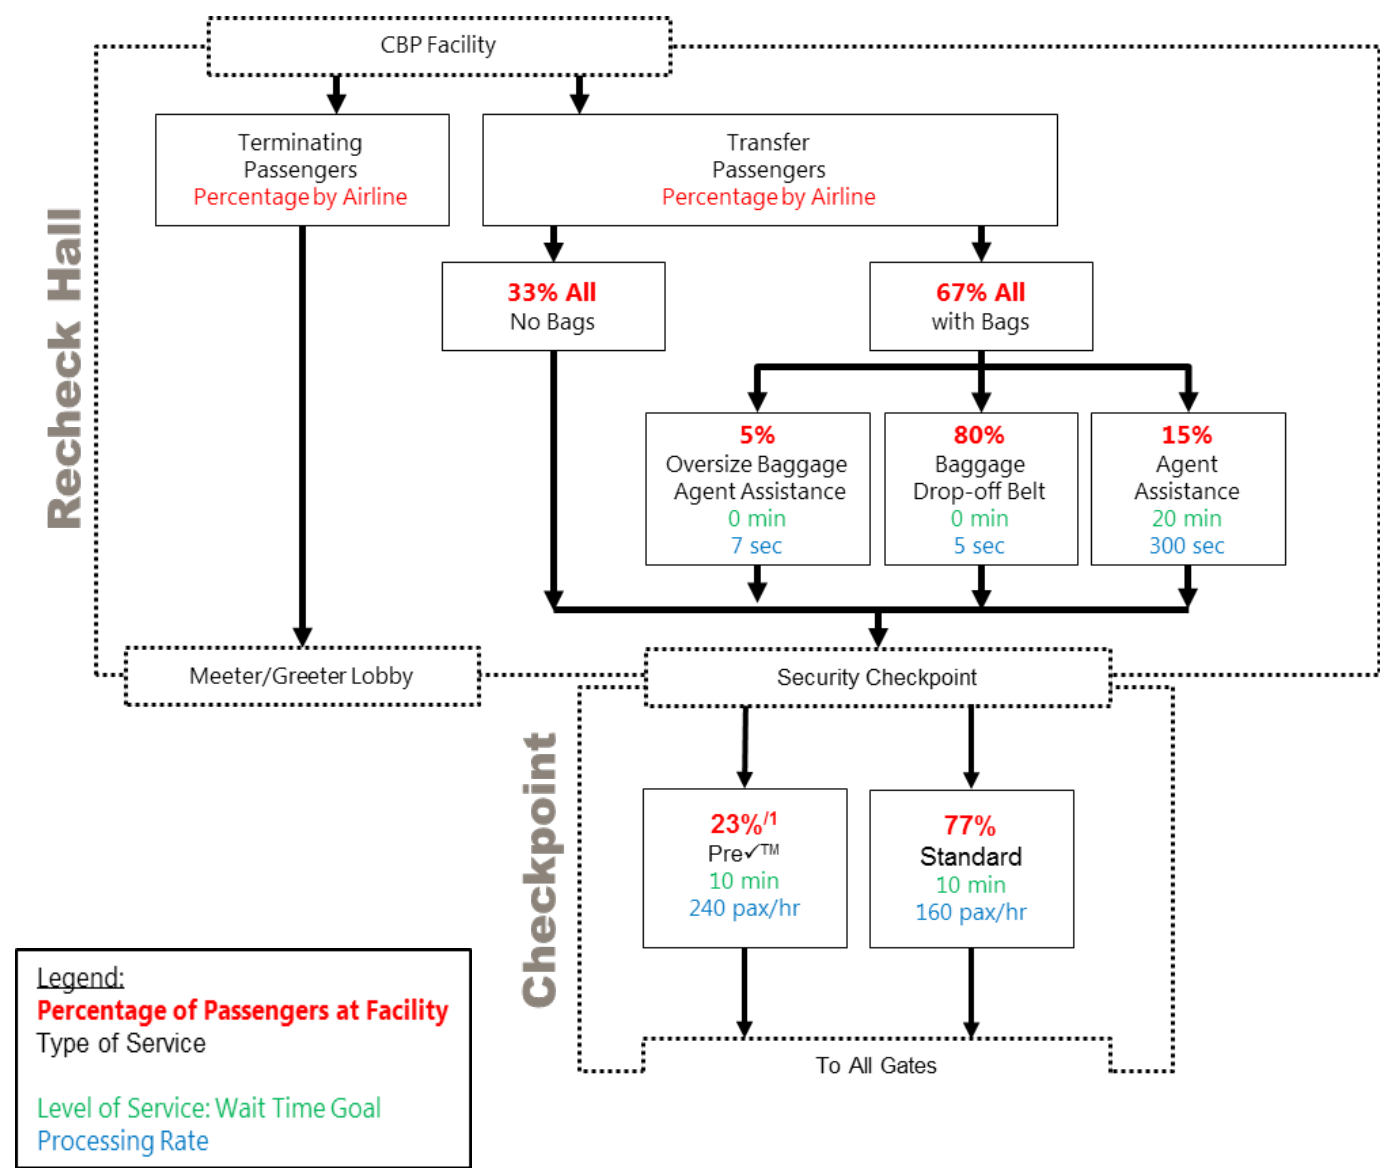 CBP Facility
Terminating
Passengers
Percentage by Airline
Transfer
Passengers
Percentage by Airline
Recheck Hall
33% All
No Bags
67% All
with Bags
5%
Oversize Baggage
Agent Assistance
0 min
7 sec
80%
Baggage
Drop-off Belt
0 min
5 sec
15%
Agent
Assistance
20 min
300 sec
Meeter/Greeter Lobby
Security Checkpoint
Checkpoint
23%/1
Pre✓™
10 min
240 pax/hr
77%
Standard
10 min
160 pax/hr
To All Gates
Legend:
Percentage of Passengers at Facility
Type of Service
Level of Service: Wait Time Goal
Processing Rate